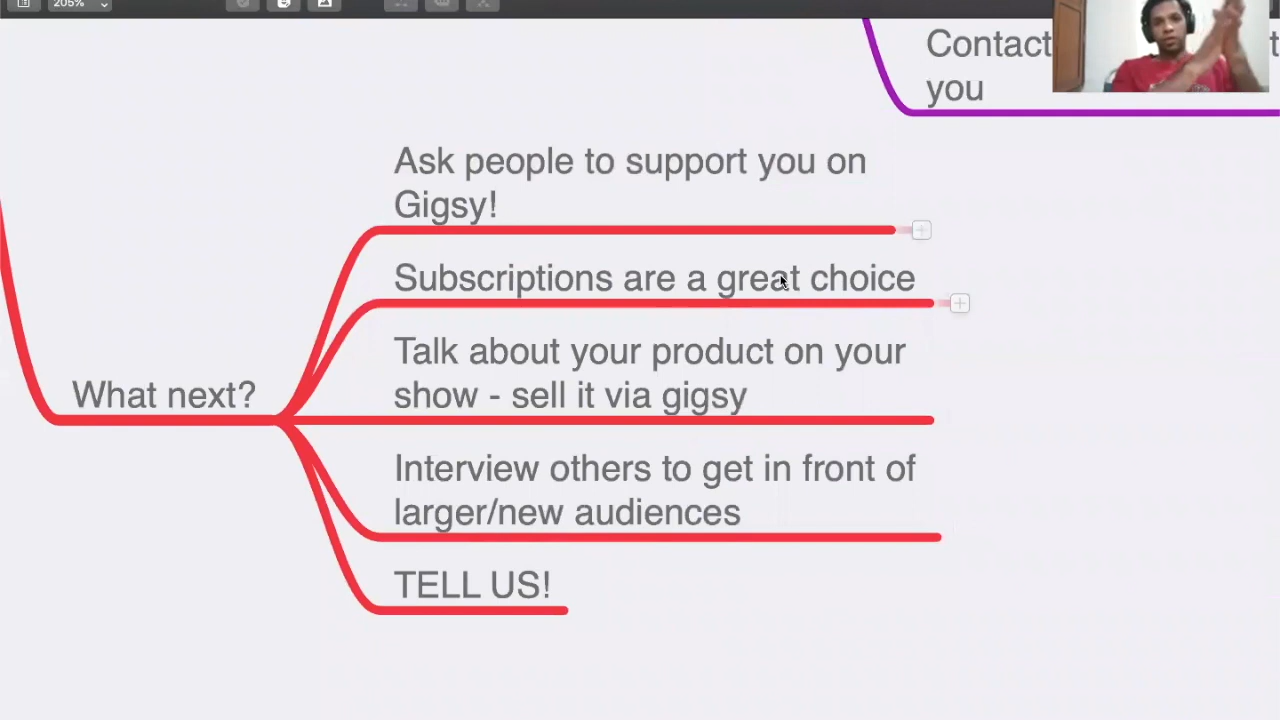 205%
Contact
you
Ask people to support you on
Gigsy!
Subscriptions are a great choice
Talk about your product on your
show - sell it via gigsy
What next?
Interview others to get in front of
larger/new audiences
TELL US!